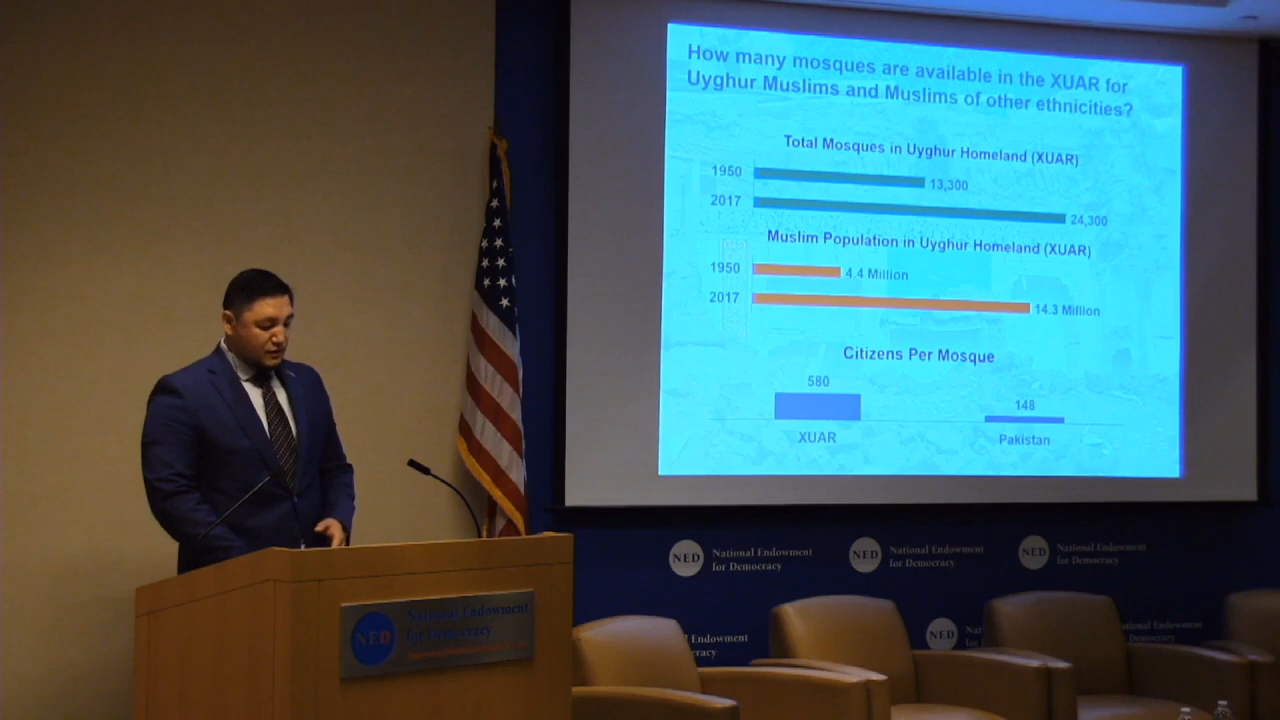 How many mosques are available in the XUAR for
Uyghur Muslims and Muslims of other ethnicities?
Total Mosques in Uyghur Homeland (XUAR)
1950
13,300
2017
24,300
Muslim Population in Uyghur Homeland (XUAR)
1950
4.4 Million
2017
14.3 Million
Citizens Per Mosque
580
148
XUAR
Pakistan
NED
National Endowment
for Democracy
NED
National Endowment
for Democracy
NED
National Endowment
for Democracy
NED
National Endowment
for Democracy
Endowment
NED
Democracy